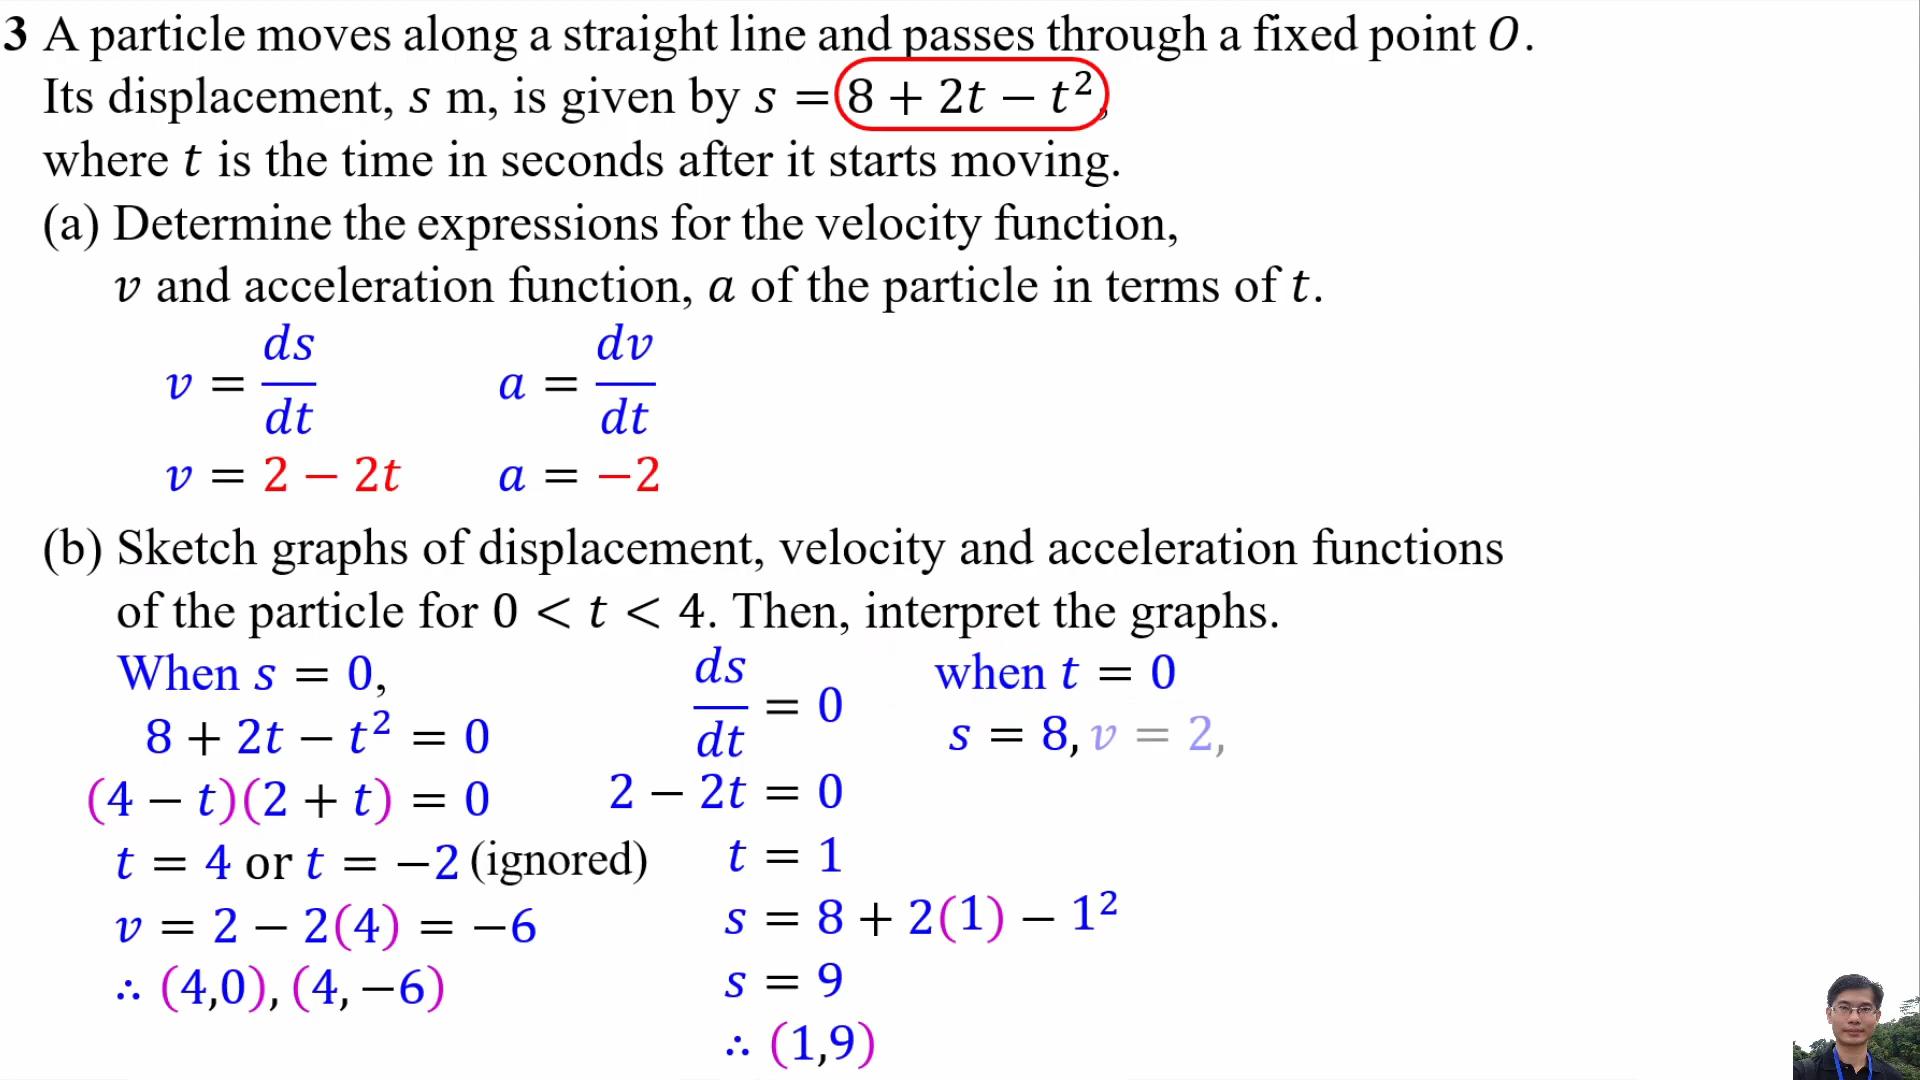 3 A particle moves along a straight line and passes through a fixed point O.
Its displacement, s m, is given by s = 8 + 2t − t²,
where t is the time in seconds after it starts moving.
(a) Determine the expressions for the velocity function,
v and acceleration function, a of the particle in terms of t.
v = ds/dt a = dv/dt
v = 2 − 2t a = −2
(b) Sketch graphs of displacement, velocity and acceleration functions
of the particle for 0 < t < 4. Then, interpret the graphs.
When s = 0,
8 + 2t − t² = 0
(4 − t)(2 + t) = 0
t = 4 or t = −2 (ignored)
v = 2 − 2(4) = −6
∴ (4,0), (4, −6)
ds/dt = 0
2 − 2t = 0
t = 1
s = 8 + 2(1) − 1²
s = 9
∴ (1,9)
when t = 0
s = 8, v = 2,